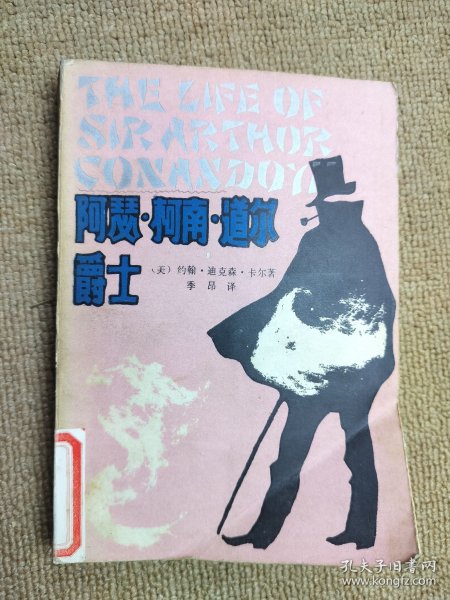 THE LIFE OF
SIR ARTHUR
CONAN DOY
阿瑟·柯南·道尔
爵士
(美)约翰·迪克森·卡尔著
季昂译
孔夫子旧书网
www.kongfz.com